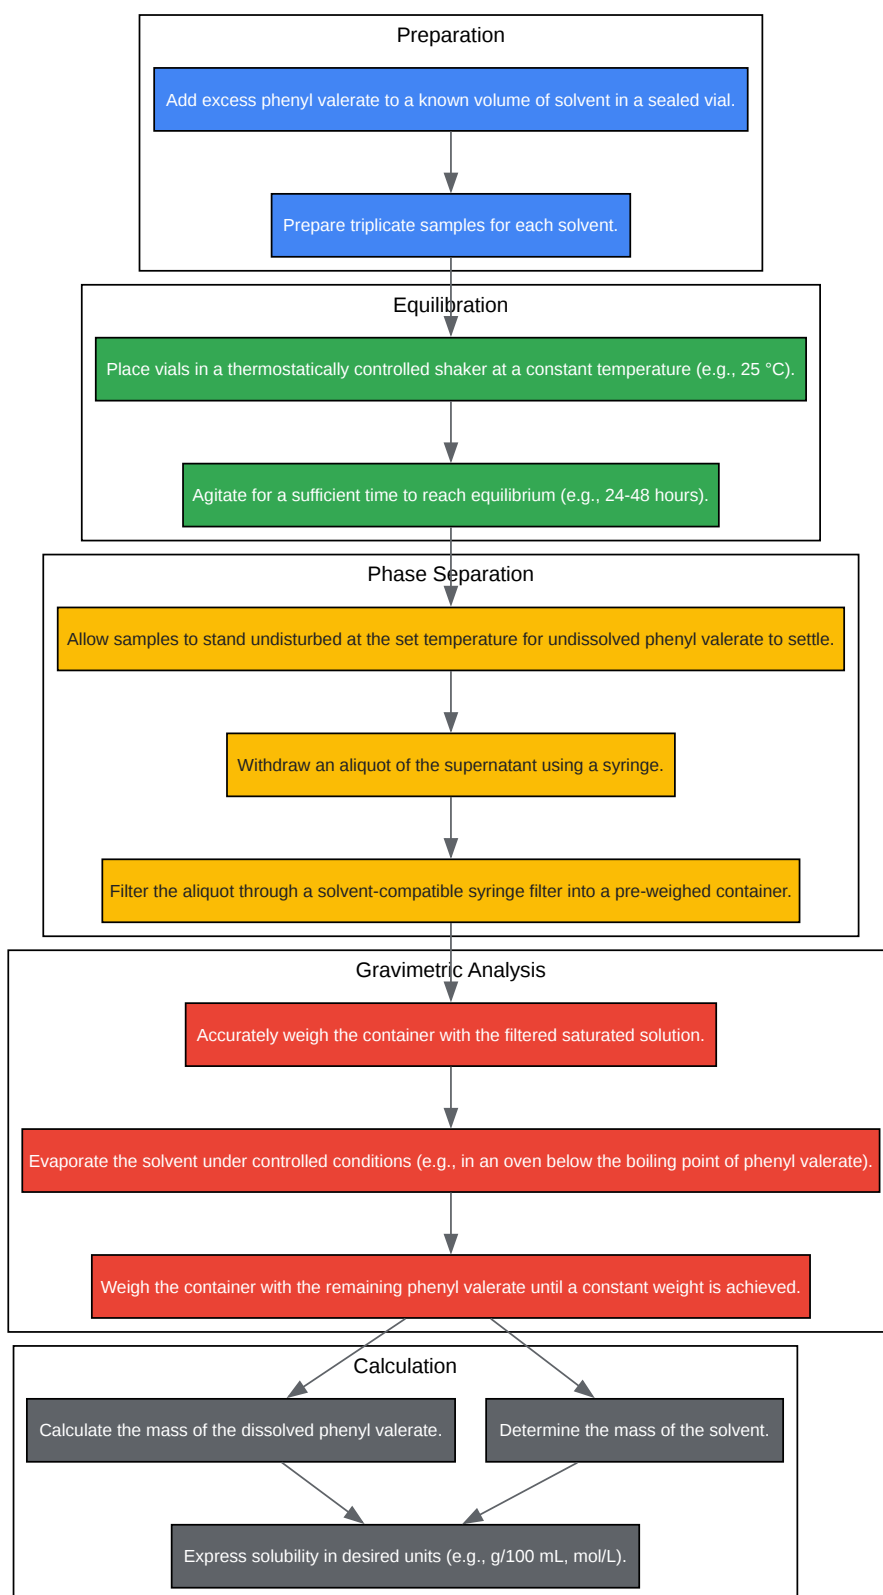 Preparation
Add excess phenyl valerate to a known volume of solvent in a sealed vial.
Prepare triplicate samples for each solvent.
Equilibration
Place vials in a thermostatically controlled shaker at a constant temperature (e.g., 25 °C).
Agitate for a sufficient time to reach equilibrium (e.g., 24-48 hours).
Phase Separation
Allow samples to stand undisturbed at the set temperature for undissolved phenyl valerate to settle.
Withdraw an aliquot of the supernatant using a syringe.
Filter the aliquot through a solvent-compatible syringe filter into a pre-weighed container.
Gravimetric Analysis
Accurately weigh the container with the filtered saturated solution.
Evaporate the solvent under controlled conditions (e.g., in an oven below the boiling point of phenyl valerate).
Weigh the container with the remaining phenyl valerate until a constant weight is achieved.
Calculation
Calculate the mass of the dissolved phenyl valerate.
Determine the mass of the solvent.
Express solubility in desired units (e.g., g/100 mL, mol/L).